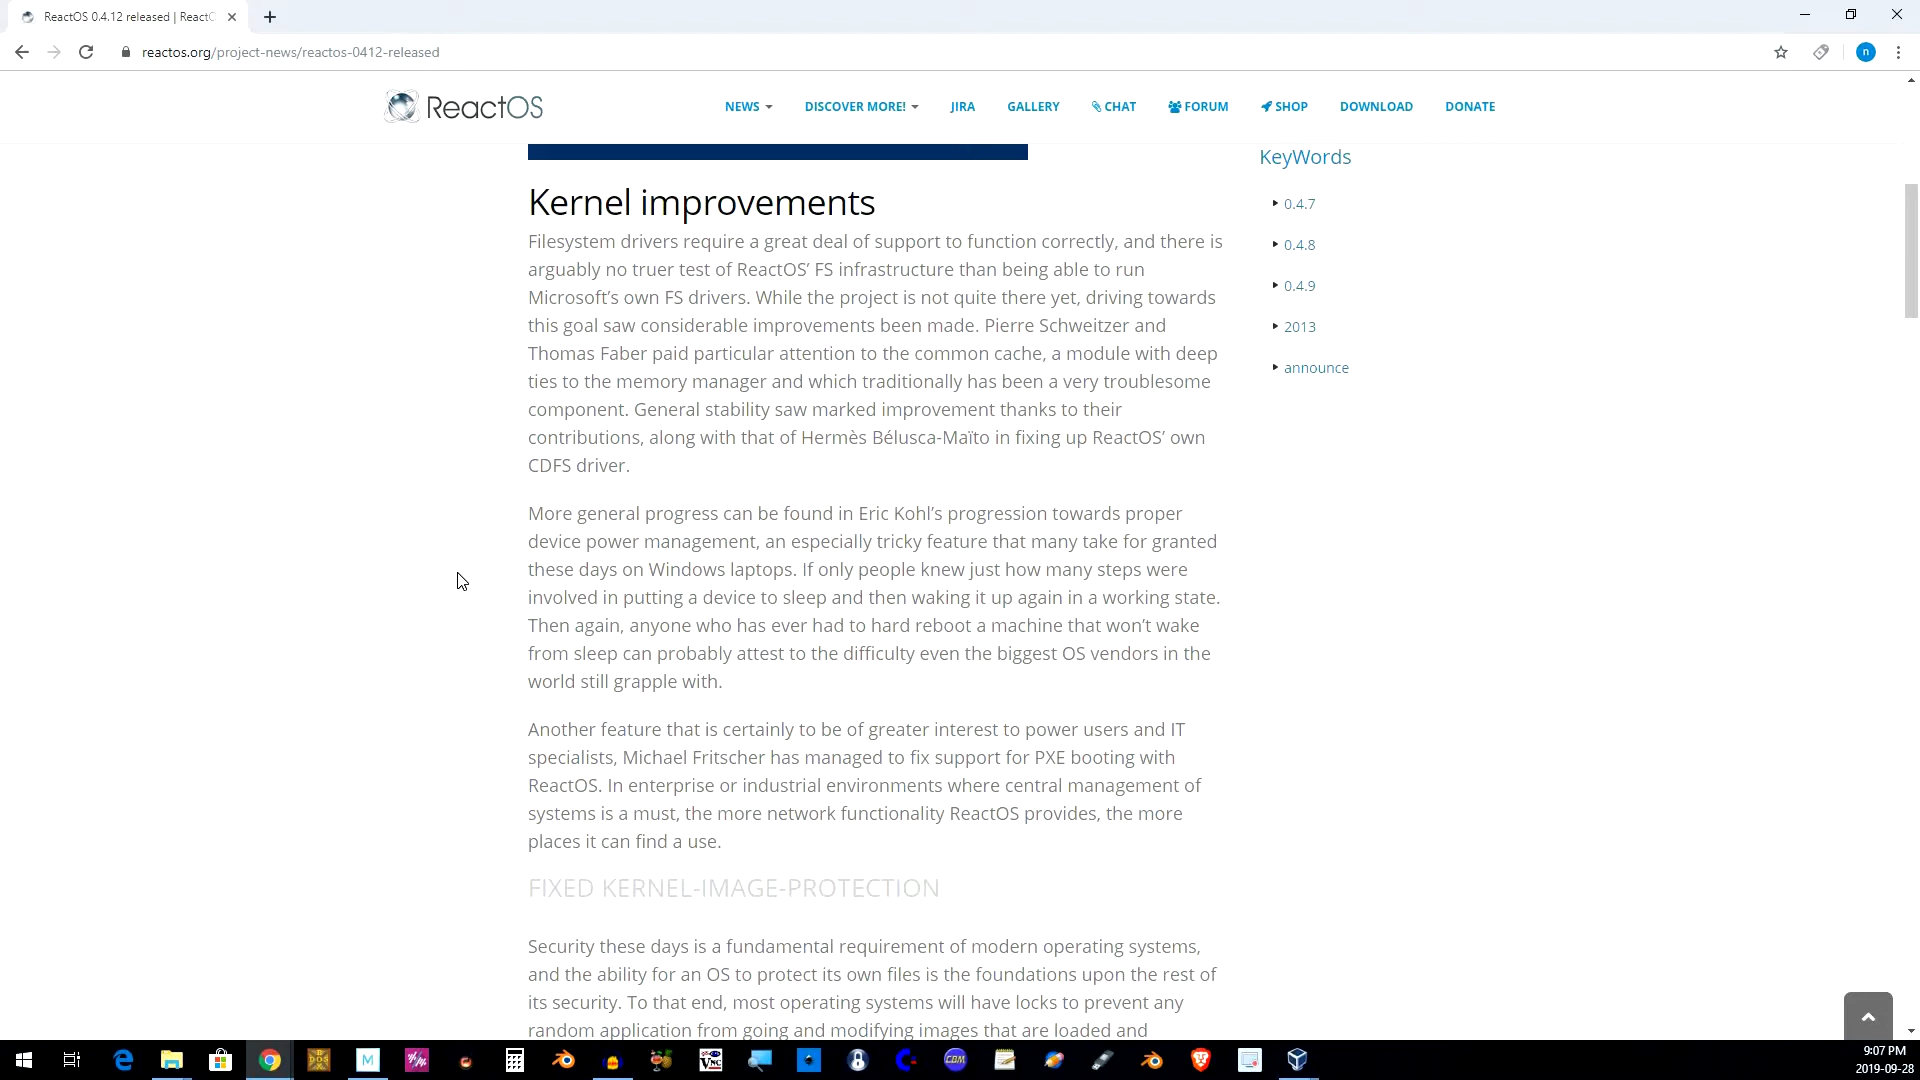 ReactOS 0.4.12 released | ReactO
reactos.org/project-news/reactos-0412-released
n
ReactOS
NEWS
DISCOVER MORE!
JIRA
GALLERY
CHAT
FORUM
SHOP
DOWNLOAD
DONATE
Kernel improvements
Filesystem drivers require a great deal of support to function correctly, and there is
arguably no truer test of ReactOS’ FS infrastructure than being able to run
Microsoft’s own FS drivers. While the project is not quite there yet, driving towards
this goal saw considerable improvements been made. Pierre Schweitzer and
Thomas Faber paid particular attention to the common cache, a module with deep
ties to the memory manager and which traditionally has been a very troublesome
component. General stability saw marked improvement thanks to their
contributions, along with that of Hermès Bélusca-Maïto in fixing up ReactOS’ own
CDFS driver.
More general progress can be found in Eric Kohl’s progression towards proper
device power management, an especially tricky feature that many take for granted
these days on Windows laptops. If only people knew just how many steps were
involved in putting a device to sleep and then waking it up again in a working state.
Then again, anyone who has ever had to hard reboot a machine that won’t wake
from sleep can probably attest to the difficulty even the biggest OS vendors in the
world still grapple with.
Another feature that is certainly to be of greater interest to power users and IT
specialists, Michael Fritscher has managed to fix support for PXE booting with
ReactOS. In enterprise or industrial environments where central management of
systems is a must, the more network functionality ReactOS provides, the more
places it can find a use.
FIXED KERNEL-IMAGE-PROTECTION
Security these days is a fundamental requirement of modern operating systems,
and the ability for an OS to protect its own files is the foundations upon the rest of
its security. To that end, most operating systems will have locks to prevent any
random application from going and modifying images that are loaded and
KeyWords
0.4.7
0.4.8
0.4.9
2013
announce
DOS
M
CBM
9:07 PM
2019-09-28